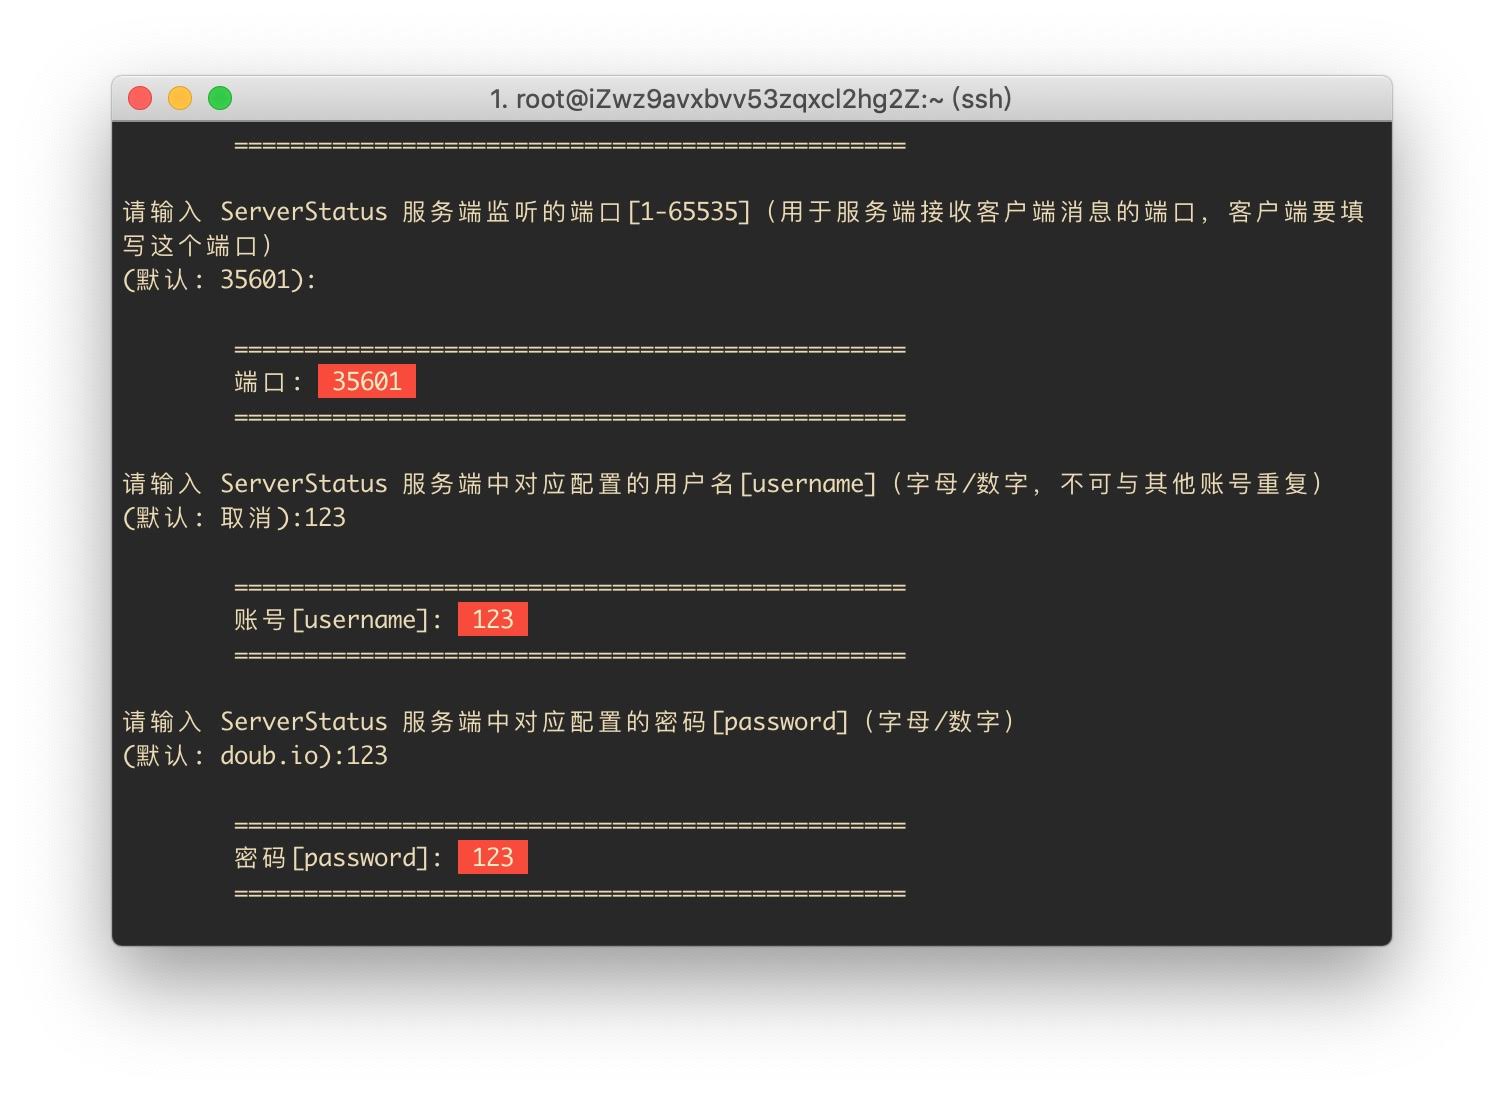 1. root@iZwz9avxbvv53zqxcl2hg2Z:~ (ssh)
================================================
请输入 ServerStatus 服务端监听的端口[1-65535]（用于服务端接收客户端消息的端口，客户端要填
写这个端口）
(默认: 35601):
================================================
端口: 35601
================================================
请输入 ServerStatus 服务端中对应配置的用户名[username]（字母/数字，不可与其他账号重复）
(默认: 取消):123
================================================
账号[username]: 123
================================================
请输入 ServerStatus 服务端中对应配置的密码[password]（字母/数字）
(默认: doub.io):123
================================================
密码[password]: 123
================================================